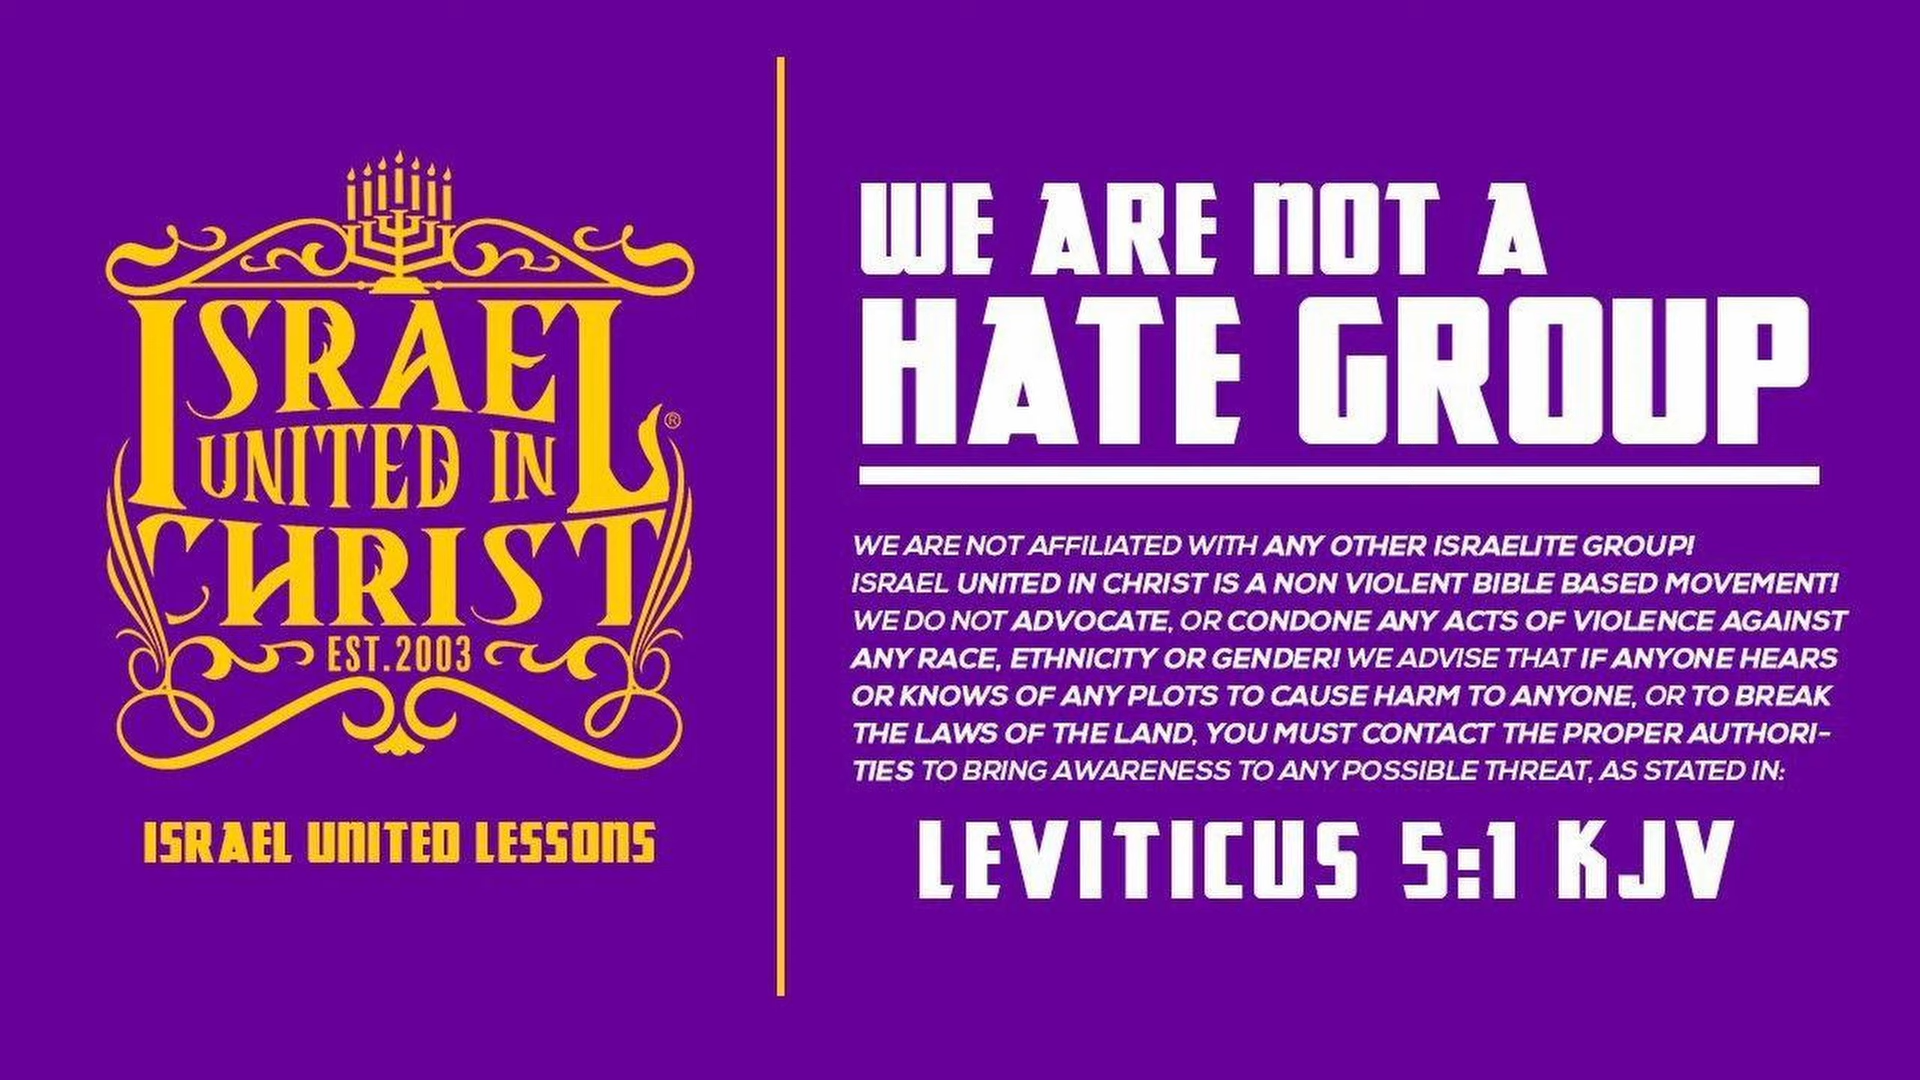 ISRAEL
UNITED IN
CHRIST
®
EST.2003
ISRAEL UNITED LESSONS
WE ARE NOT A
HATE GROUP
WE ARE NOT AFFILIATED WITH ANY OTHER ISRAELITE GROUP!
ISRAEL UNITED IN CHRIST IS A NON VIOLENT BIBLE BASED MOVEMENT!
WE DO NOT ADVOCATE, OR CONDONE ANY ACTS OF VIOLENCE AGAINST
ANY RACE, ETHNICITY OR GENDER! WE ADVISE THAT IF ANYONE HEARS
OR KNOWS OF ANY PLOTS TO CAUSE HARM TO ANYONE, OR TO BREAK
THE LAWS OF THE LAND, YOU MUST CONTACT THE PROPER AUTHORI-
TIES TO BRING AWARENESS TO ANY POSSIBLE THREAT, AS STATED IN:
LEVITICUS 5:1 KJV